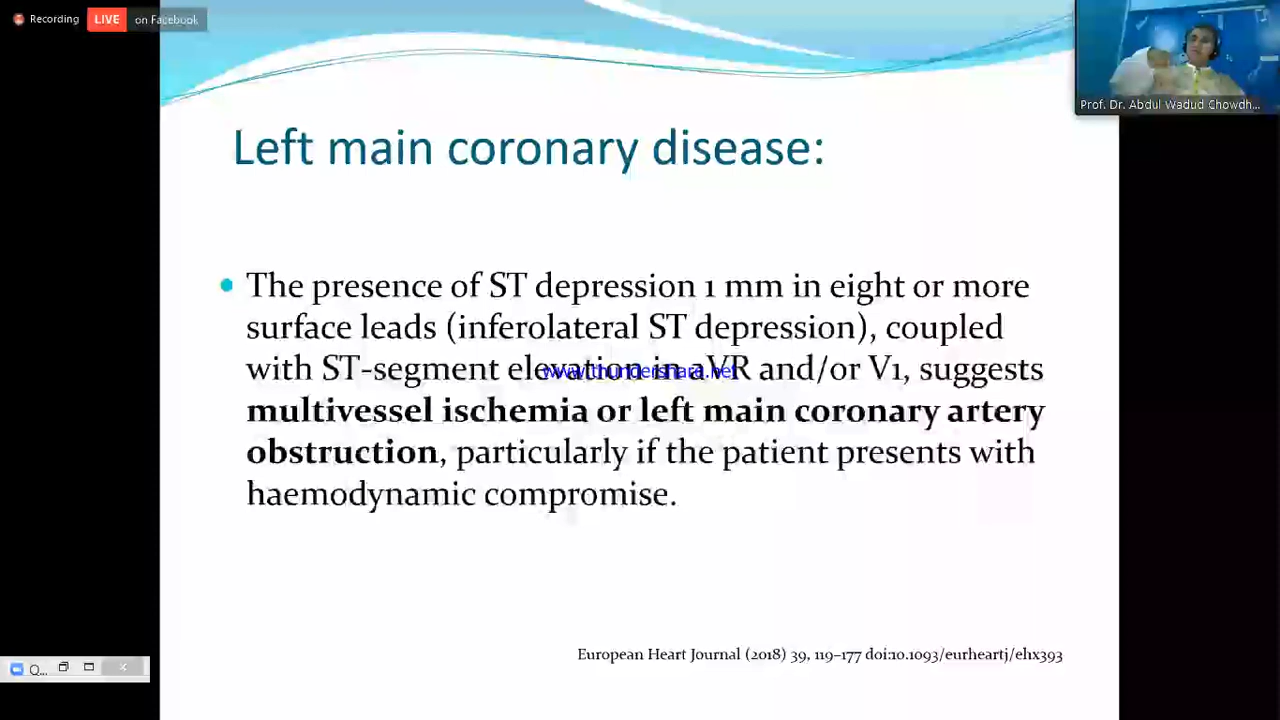 Recording LIVE on Facebook
Prof. Dr. Abdul Wadud Chowdh...
Left main coronary disease:
• The presence of ST depression 1 mm in eight or more
surface leads (inferolateral ST depression), coupled
with ST-segment elevation in aVR and/or V1, suggests
www.thundershare.net
multivessel ischemia or left main coronary artery
obstruction, particularly if the patient presents with
haemodynamic compromise.
European Heart Journal (2018) 39, 119–177 doi:10.1093/eurheartj/ehx393
Q...